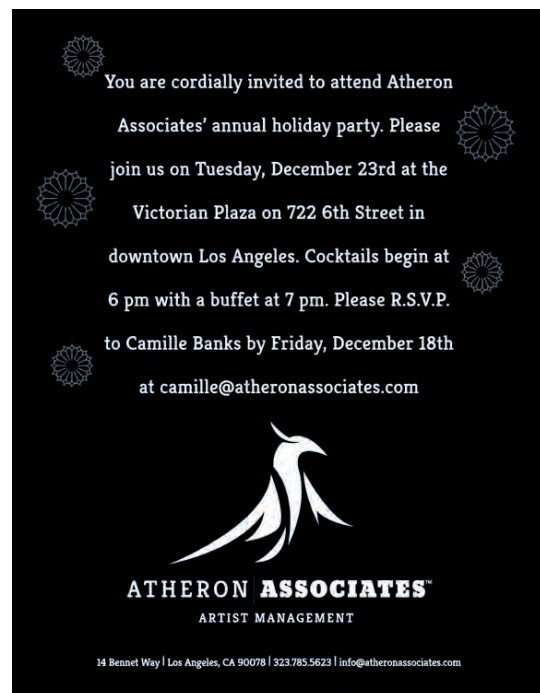 You are cordially invited to attend Atheron
Associates' annual holiday party. Please
join us on Tuesday, December 23rd at the
Victorian Plaza on 722 6th Street in
downtown Los Angeles. Cocktails begin at
6 pm with a buffet at 7 pm. Please R.S.V.P.
to Camille Banks by Friday, December 18th
at camille@atheronassociates.com
ATHERON | ASSOCIATES™
ARTIST MANAGEMENT
14 Bennet Way | Los Angeles, CA 90078 | 323.785.5623 | info@atheronassociates.com